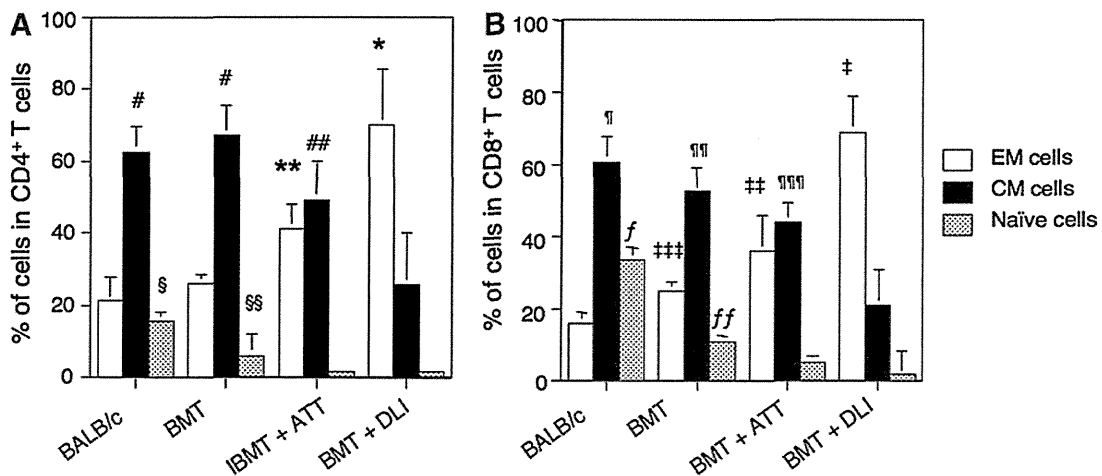 A
% of cells in CD4+ T cells
100
80
60
40
20
0
#
§
#
§§
**
##
*
BALB/c
BMT
IBMT + ATT
BMT + DLI
B
% of cells in CD8+ T cells
100
80
60
40
20
0
¶
f
‡‡‡
¶¶
ff
‡‡
¶¶¶
‡
BALB/c
BMT
BMT + ATT
BMT + DLI
EM cells
CM cells
Naïve cells